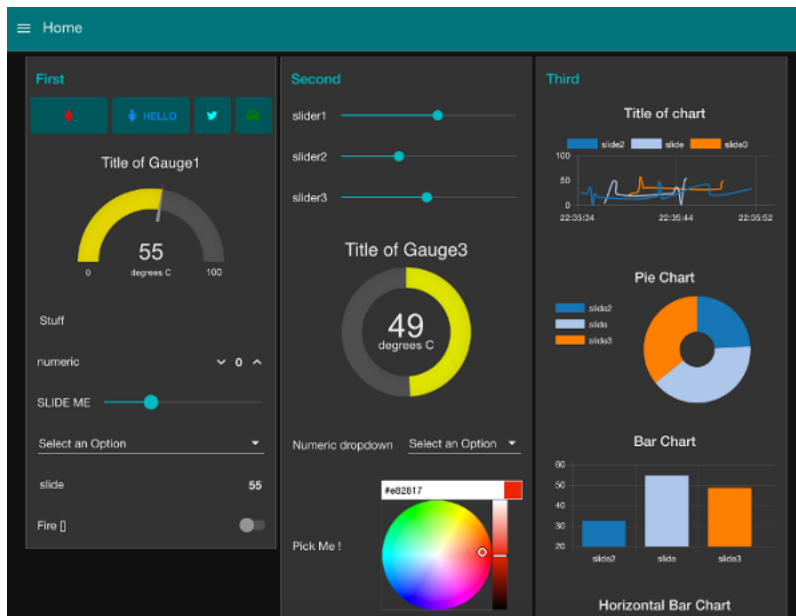 Home
First
HELLO
Title of Gauge1
55
degrees C
0
100
Stuff
numeric
0
SLIDE ME
Select an Option
slide
55
Fire []
Second
slider1
slider2
slider3
Title of Gauge3
49
degrees C
Numeric dropdown
Select an Option
#e82817
Pick Me !
Third
Title of chart
slide2 slide slide3
100
50
0
22:35:34 22:35:44 22:35:52
Pie Chart
slide2
slide
slide3
Bar Chart
60
50
40
30
20
slide2 slide slide3
Horizontal Bar Chart